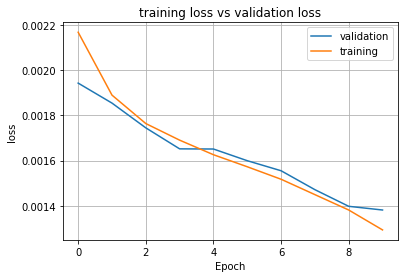 training loss vs validation loss
validation
training
0.0022
0.0020
0.0018
0.0016
0.0014
loss
0 2 4 6 8
Epoch